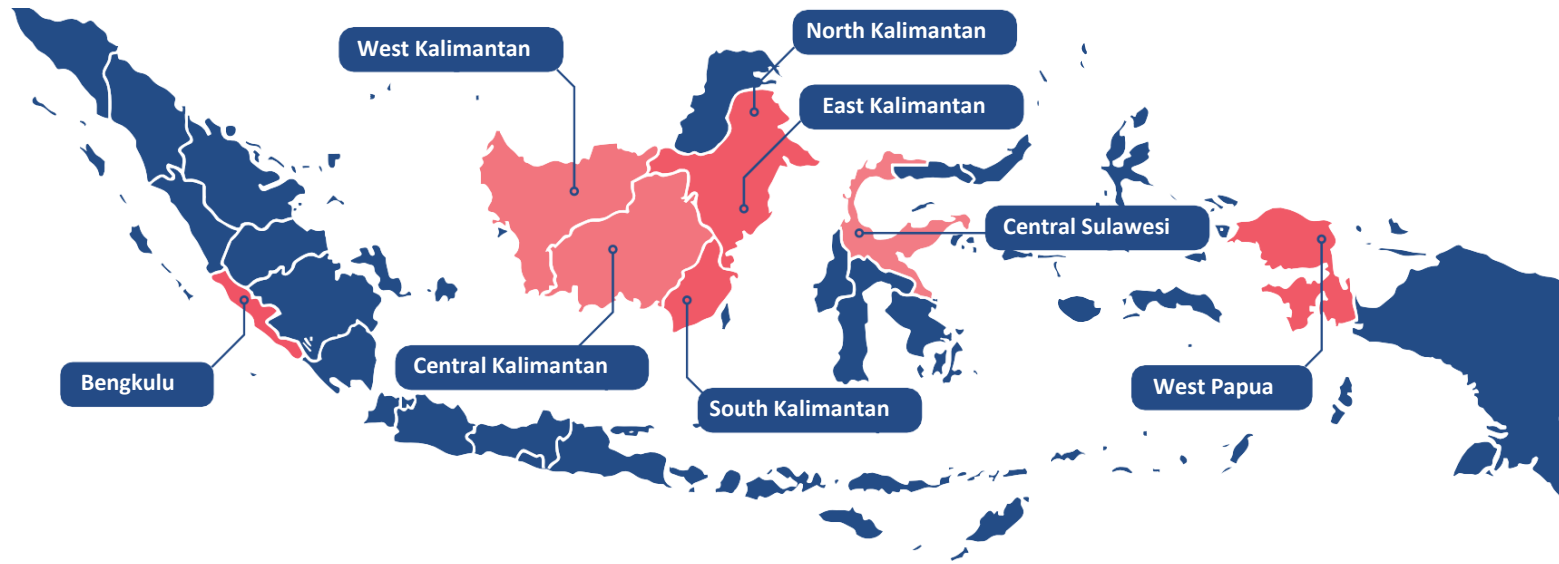 North Kalimantan
West Kalimantan
East Kalimantan
Central Sulawesi
Central Kalimantan
Bengkulu
West Papua
South Kalimantan